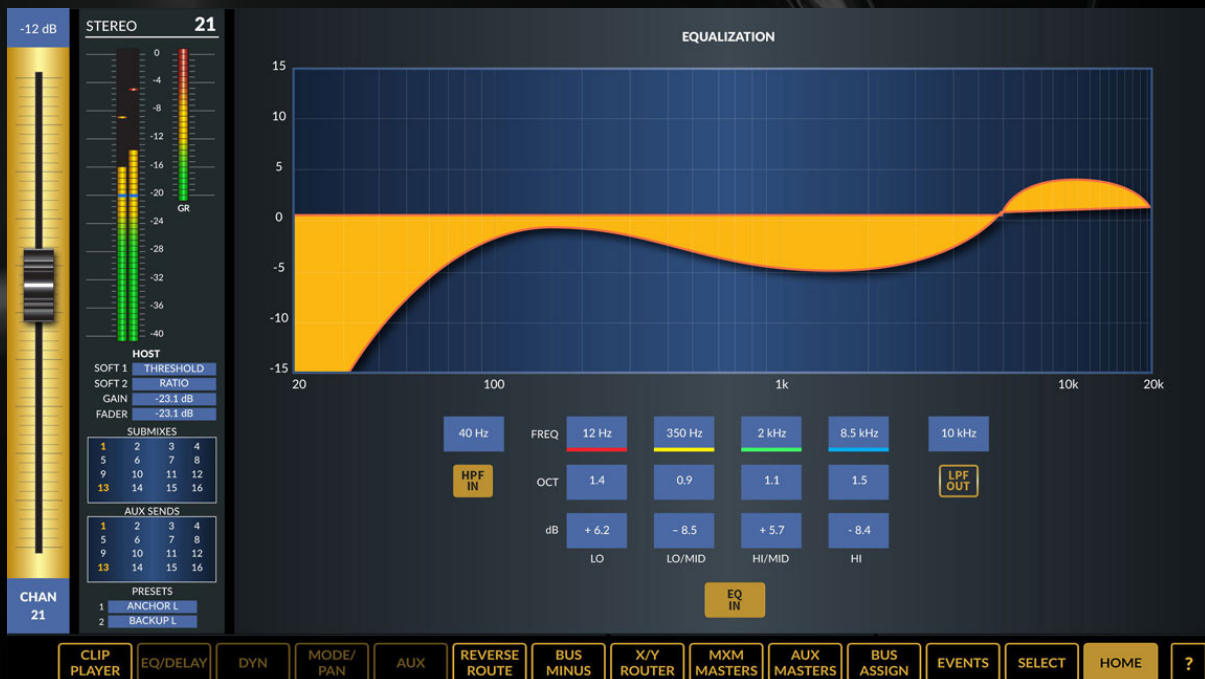 -12 dB
STEREO 21
0
-4
-8
-12
-16
-20
-24
-28
-32
-36
-40
GR
HOST
SOFT 1 THRESHOLD
SOFT 2 RATIO
GAIN -23.1 dB
FADER -23.1 dB
SUBMIXES
1 2 3 4
5 6 7 8
9 10 11 12
13 14 15 16
AUX SENDS
1 2 3 4
5 6 7 8
9 10 11 12
13 14 15 16
PRESETS
1 ANCHOR L
2 BACKUP L
CHAN
21
EQUALIZATION
15
10
5
0
-5
-10
-15
20 100 1k 10k 20k
40 Hz FREQ 12 Hz 350 Hz 2 kHz 8.5 kHz 10 kHz
HPF
IN
OCT 1.4 0.9 1.1 1.5
LPF
OUT
dB + 6.2 – 8.5 + 5.7 - 8.4
LO LO/MID HI/MID HI
EQ
IN
CLIP
PLAYER
EQ/DELAY
DYN
MODE/
PAN
AUX
REVERSE
ROUTE
BUS
MINUS
X/Y
ROUTER
MXM
MASTERS
AUX
MASTERS
BUS
ASSIGN
EVENTS
SELECT
HOME
?